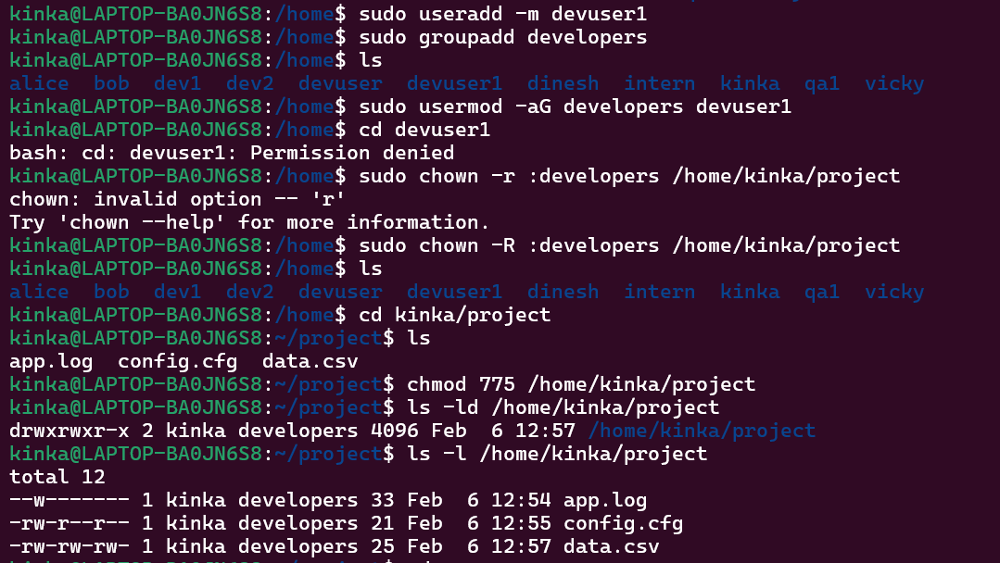 kinka@LAPTOP-BA0JN6S8:/home$ sudo useradd -m devuser1
kinka@LAPTOP-BA0JN6S8:/home$ sudo groupadd developers
kinka@LAPTOP-BA0JN6S8:/home$ ls
alice  bob  dev1  dev2  devuser  devuser1  dinesh  intern  kinka  qa1  vicky
kinka@LAPTOP-BA0JN6S8:/home$ sudo usermod -aG developers devuser1
kinka@LAPTOP-BA0JN6S8:/home$ cd devuser1
bash: cd: devuser1: Permission denied
kinka@LAPTOP-BA0JN6S8:/home$ sudo chown -r :developers /home/kinka/project
chown: invalid option -- 'r'
Try 'chown --help' for more information.
kinka@LAPTOP-BA0JN6S8:/home$ sudo chown -R :developers /home/kinka/project
kinka@LAPTOP-BA0JN6S8:/home$ ls
alice  bob  dev1  dev2  devuser  devuser1  dinesh  intern  kinka  qa1  vicky
kinka@LAPTOP-BA0JN6S8:/home$ cd kinka/project
kinka@LAPTOP-BA0JN6S8:~/project$ ls
app.log  config.cfg  data.csv
kinka@LAPTOP-BA0JN6S8:~/project$ chmod 775 /home/kinka/project
kinka@LAPTOP-BA0JN6S8:~/project$ ls -ld /home/kinka/project
drwxrwxr-x 2 kinka developers 4096 Feb  6 12:57 /home/kinka/project
kinka@LAPTOP-BA0JN6S8:~/project$ ls -l /home/kinka/project
total 12
--w------- 1 kinka developers 33 Feb  6 12:54 app.log
-rw-r--r-- 1 kinka developers 21 Feb  6 12:55 config.cfg
-rw-rw-rw- 1 kinka developers 25 Feb  6 12:57 data.csv